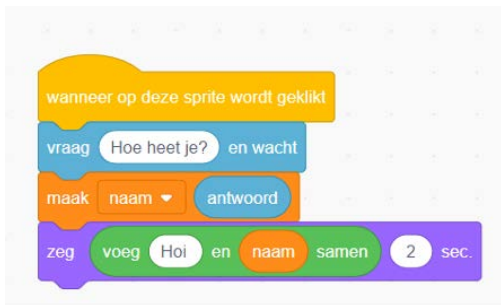 wanneer op deze sprite wordt geklikt
vraag Hoe heet je? en wacht
maak naam antwoord
zeg voeg Hoi en naam samen 2 sec.